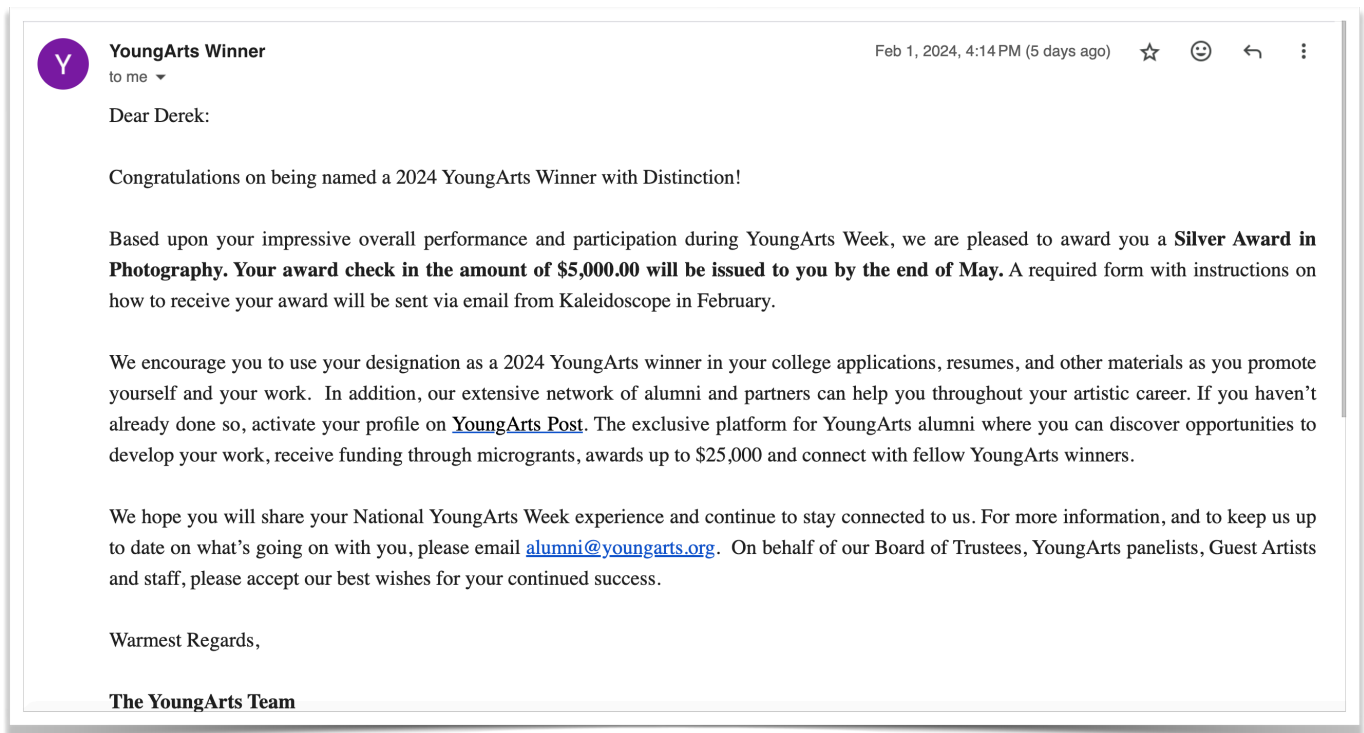 YoungArts Winner
Feb 1, 2024, 4:14 PM (5 days ago)
Y
to me
Dear Derek:
Congratulations on being named a 2024 YoungArts Winner with Distinction!
Based upon your impressive overall performance and participation during YoungArts Week, we are pleased to award you a Silver Award in
Photography. Your award check in the amount of $5,000.00 will be issued to you by the end of May. A required form with instructions on
how to receive your award will be sent via email from Kaleidoscope in February.
We encourage you to use your designation as a 2024 YoungArts winner in your college applications, resumes, and other materials as you promote
yourself and your work.  In addition, our extensive network of alumni and partners can help you throughout your artistic career. If you haven’t
already done so, activate your profile on YoungArts Post. The exclusive platform for YoungArts alumni where you can discover opportunities to
develop your work, receive funding through microgrants, awards up to $25,000 and connect with fellow YoungArts winners.
We hope you will share your National YoungArts Week experience and continue to stay connected to us. For more information, and to keep us up
to date on what’s going on with you, please email alumni@youngarts.org.  On behalf of our Board of Trustees, YoungArts panelists, Guest Artists
and staff, please accept our best wishes for your continued success.
Warmest Regards,
The YoungArts Team